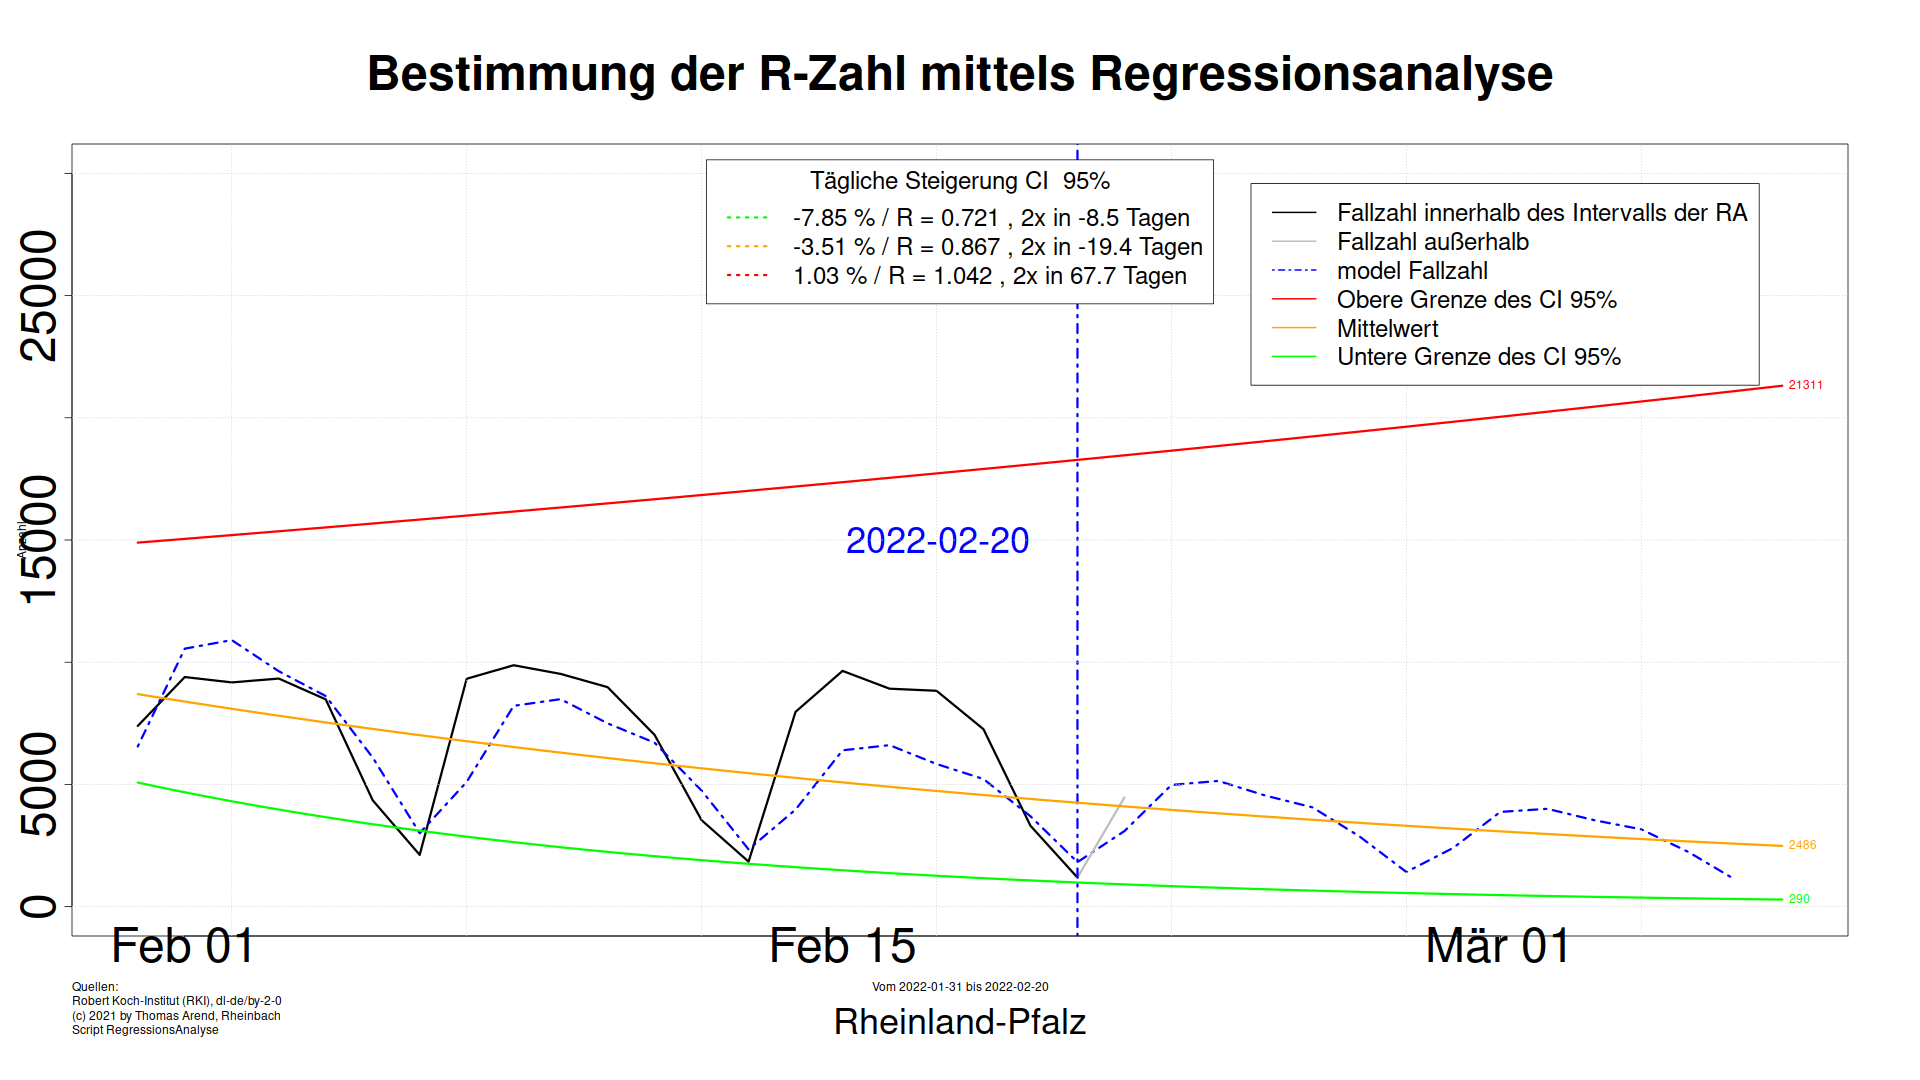 Bestimmung der R-Zahl mittels Regressionsanalyse
Tägliche Steigerung CI  95%
-7.85 % / R = 0.721 , 2x in -8.5 Tagen
-3.51 % / R = 0.867 , 2x in -19.4 Tagen
1.03 % / R = 1.042 , 2x in 67.7 Tagen
Fallzahl innerhalb des Intervalls der RA
Fallzahl außerhalb
model Fallzahl
Obere Grenze des CI 95%
Mittelwert
Untere Grenze des CI 95%
25000
15000
5000
0
Anzahl
21311
2022-02-20
2486
290
Feb 01
Feb 15
Mär 01
Quellen:
Robert Koch-Institut (RKI), dl-de/by-2-0
(c) 2021 by Thomas Arend, Rheinbach
Script RegressionsAnalyse
Vom 2022-01-31 bis 2022-02-20
Rheinland-Pfalz